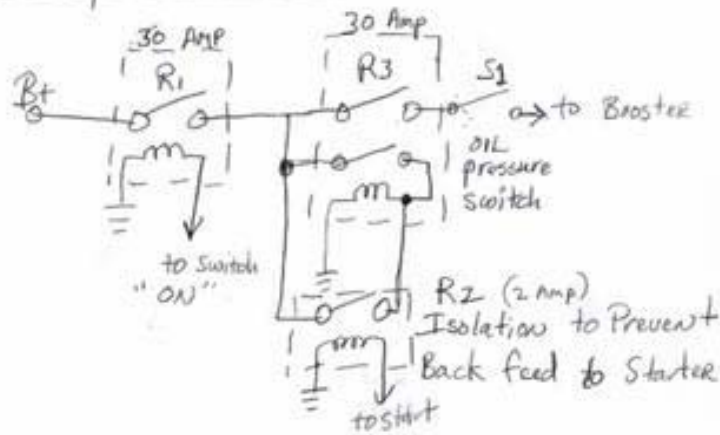 30 Amp
R1
B+
to switch
"ON"
30 Amp
R3
S1
to Booster
OIL
pressure
switch
R2 (2 Amp)
Isolation to Prevent
Back feed to Starter
to start